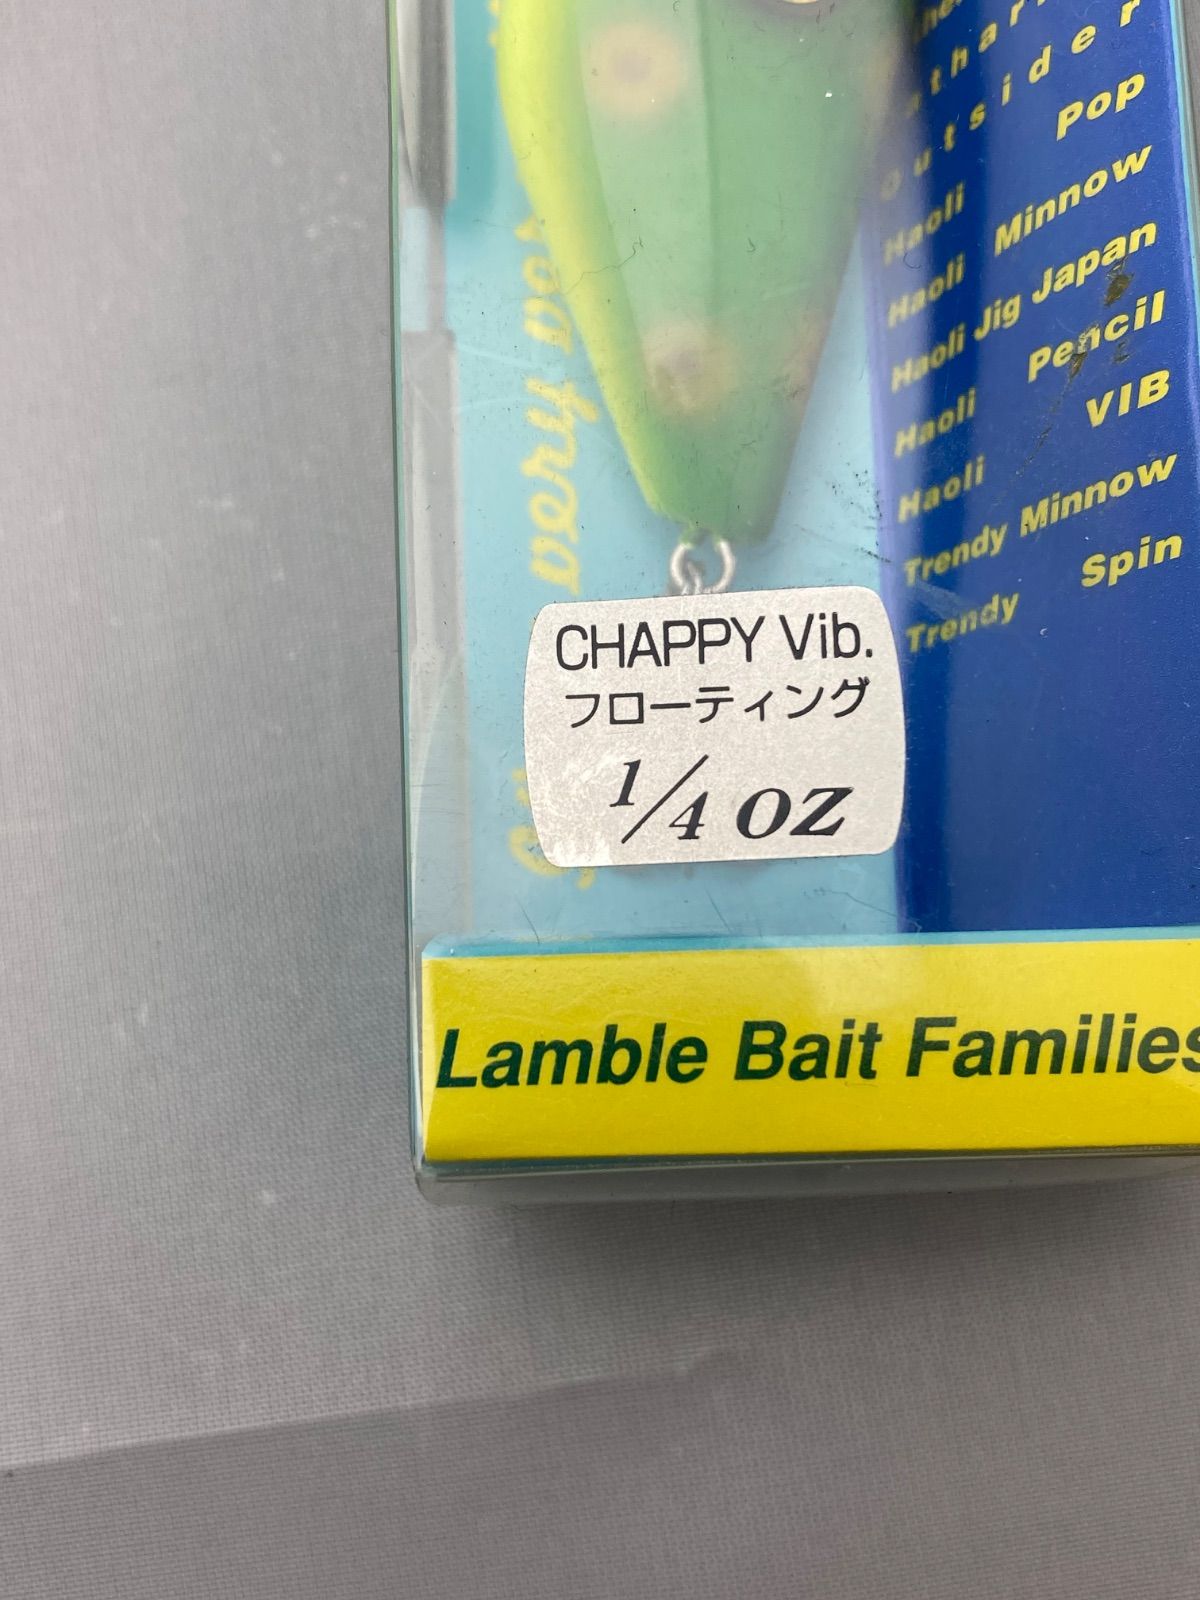 Outsider
Haoli Pop
Haoli Minnow
Haoli Jig Japan
Haoli Pencil
Haoli VIB
Trendy Minnow
Trendy Spin
CHAPPY Vib.
フローティング
1/4 OZ
Lamble Bait Families